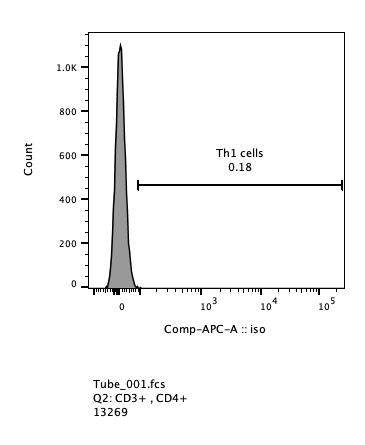 1.0K
800
600
400
200
0
Count
Th1 cells
0.18
0 10³ 10⁴ 10⁵
Comp-APC-A :: iso
Tube_001.fcs
Q2: CD3+ , CD4+
13269